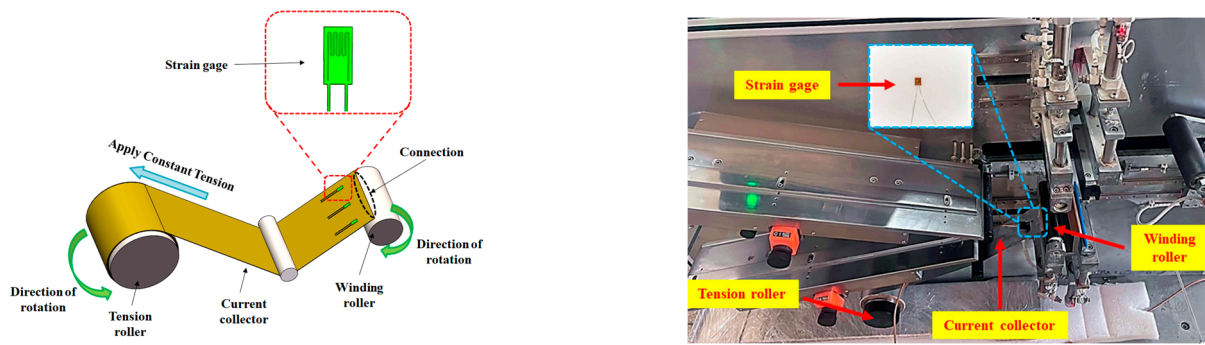 Strain gage
Connection
Apply Constant Tension
Direction of
rotation
Tension
roller
Current
collector
Winding
roller
Direction of
rotation
Strain gage
Winding
roller
Tension roller
Current collector